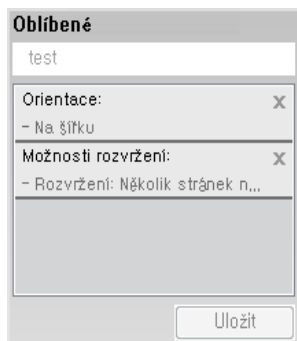 Oblíbené
test
Orientace:
X
- Na šířku
Možnosti rozvržení:
X
- Rozvržení: Několik stránek n,,,
Uložit